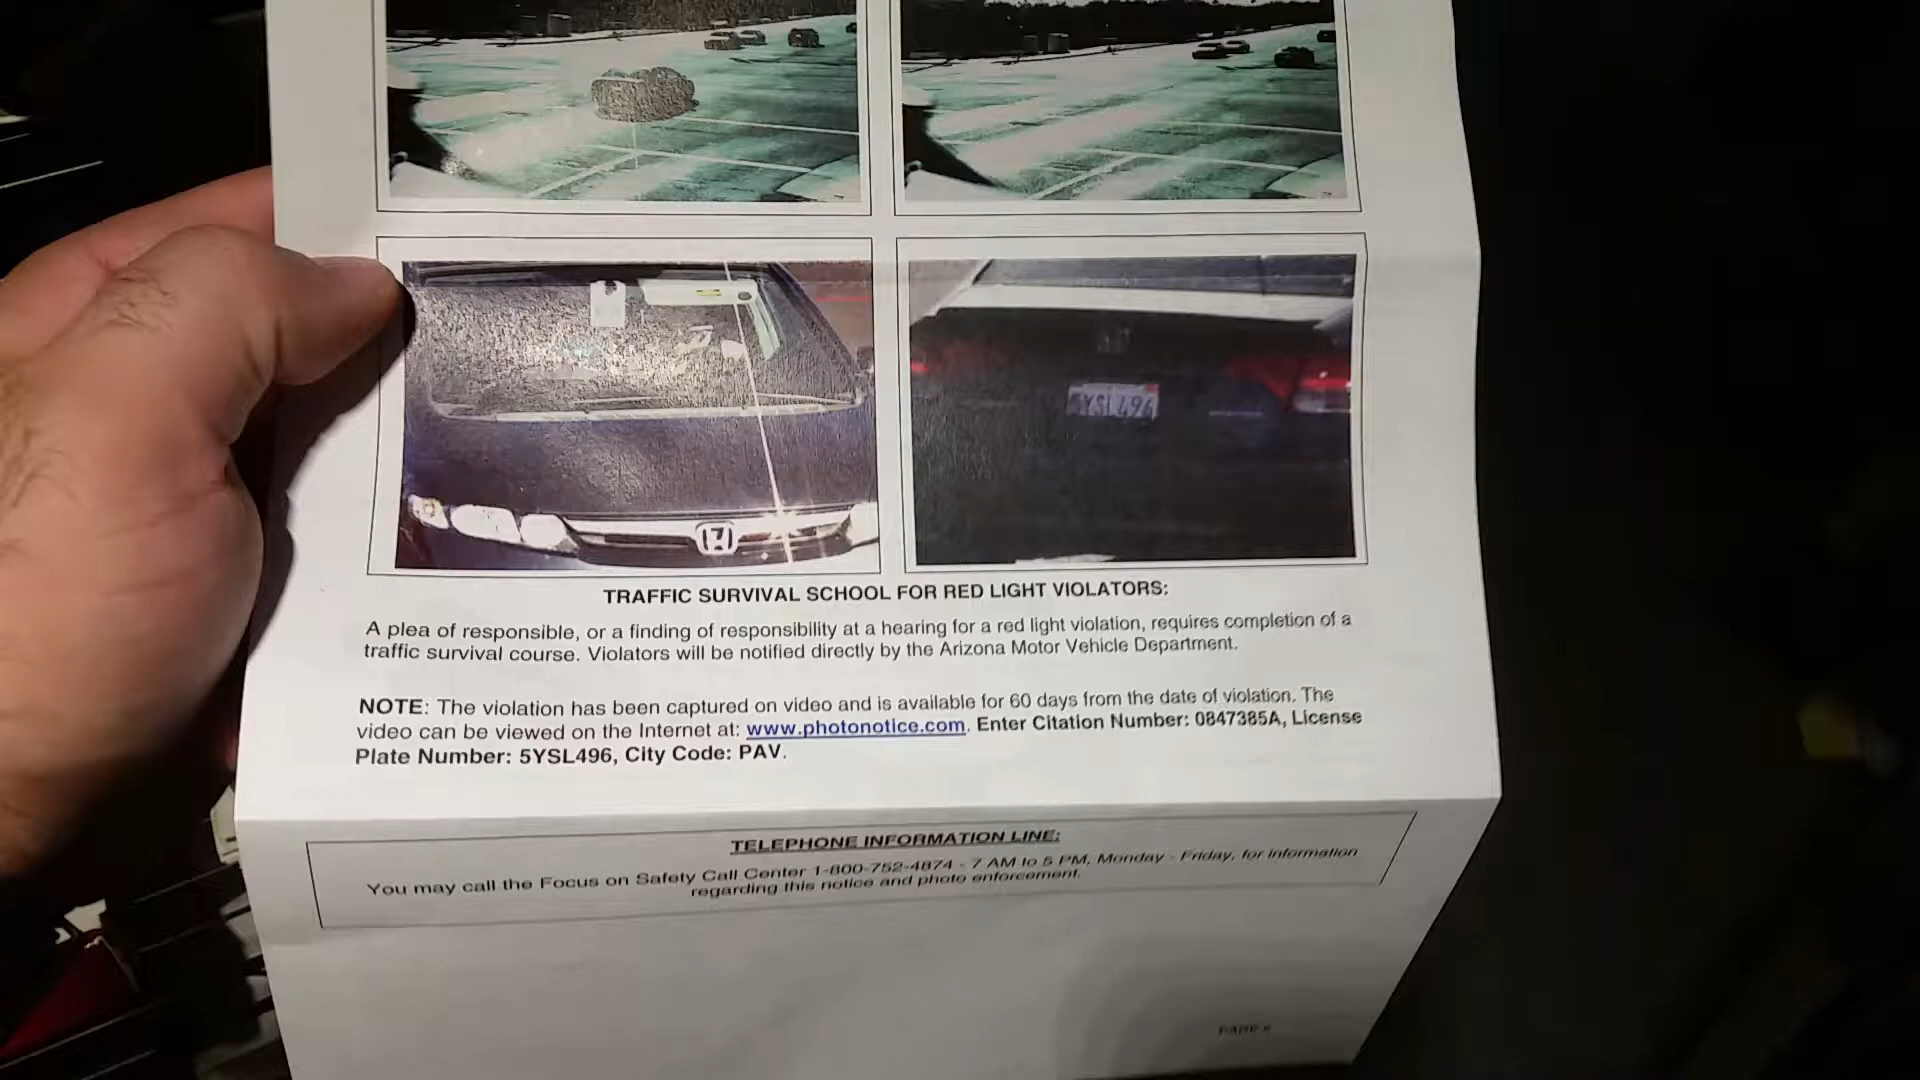 5YSL496
TRAFFIC SURVIVAL SCHOOL FOR RED LIGHT VIOLATORS:
A plea of responsible, or a finding of responsibility at a hearing for a red light violation, requires completion of a
traffic survival course. Violators will be notified directly by the Arizona Motor Vehicle Department.
NOTE: The violation has been captured on video and is available for 60 days from the date of violation. The
video can be viewed on the Internet at: www.photonotice.com. Enter Citation Number: 0847385A, License
Plate Number: 5YSL496, City Code: PAV.
TELEPHONE INFORMATION LINE:
You may call the Focus on Safety Call Center 1-800-752-4874 - 7 AM to 5 PM, Monday - Friday, for information
regarding this notice and photo enforcement.